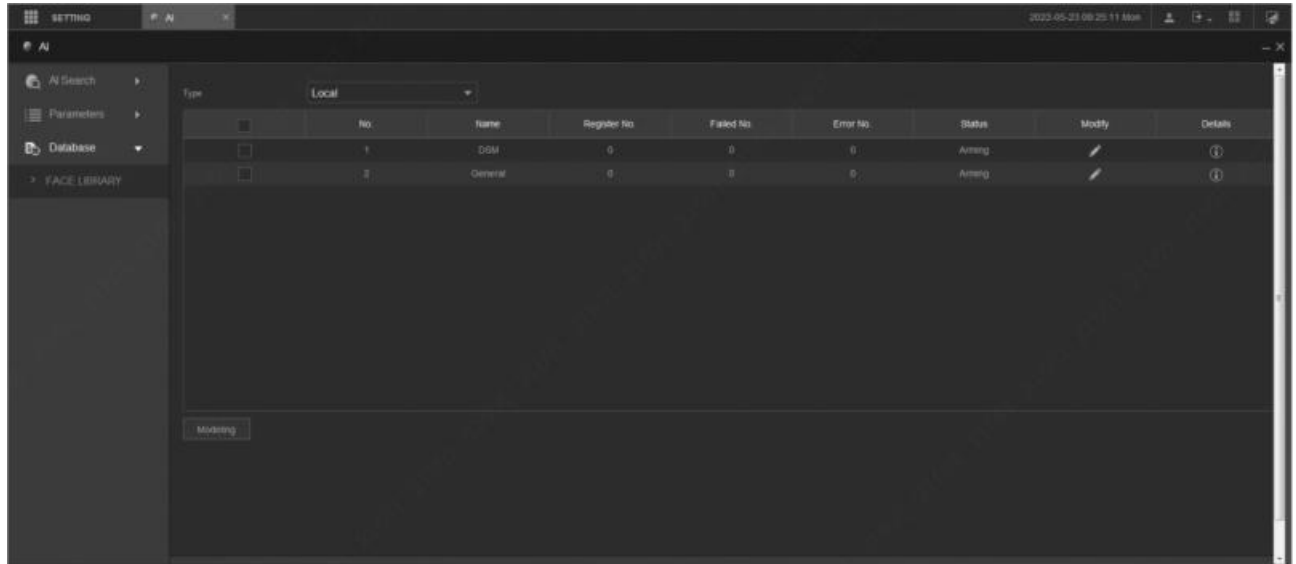 SETTING AI × 2022-05-23 09:25:11 Mon
AI
AI Search
Parameters
Database
> FACE LIBRARY
Type Local
No. Name Register No. Failed No. Error No. Status Modify Details
1 DSM 0 0 0 Arming
2 General 0 0 0 Arming
Modeling